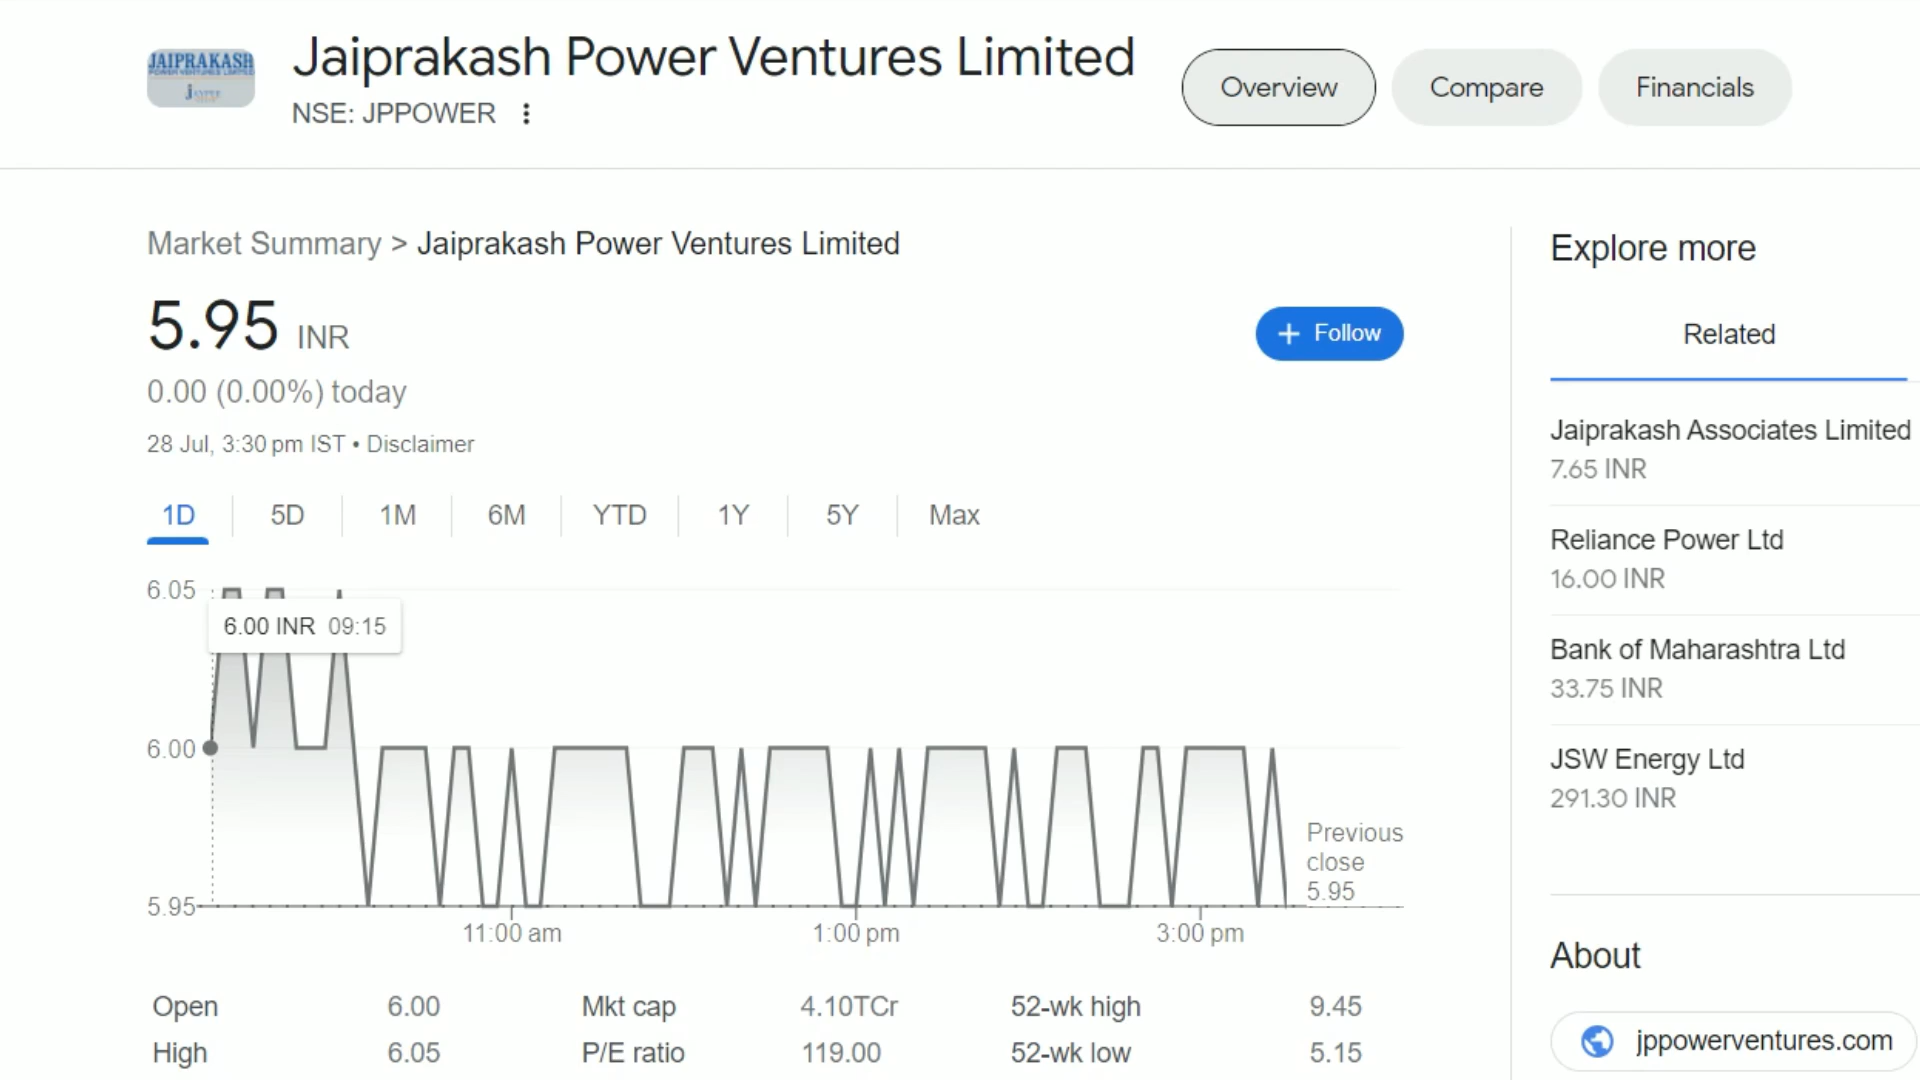 JAIPRAKASH
POWER VENTURES LIMITED
JAYPEE
Jaiprakash Power Ventures Limited
NSE: JPPOWER
Overview
Compare
Financials
Market Summary > Jaiprakash Power Ventures Limited
5.95 INR
0.00 (0.00%) today
28 Jul, 3:30 pm IST • Disclaimer
+ Follow
1D
5D
1M
6M
YTD
1Y
5Y
Max
6.05
6.00 INR 09:15
6.00
5.95
Previous
close
5.95
11:00 am
1:00 pm
3:00 pm
Open 6.00 Mkt cap 4.10TCr 52-wk high 9.45
High 6.05 P/E ratio 119.00 52-wk low 5.15
Explore more
Related
Jaiprakash Associates Limited
7.65 INR
Reliance Power Ltd
16.00 INR
Bank of Maharashtra Ltd
33.75 INR
JSW Energy Ltd
291.30 INR
About
jppowerventures.com